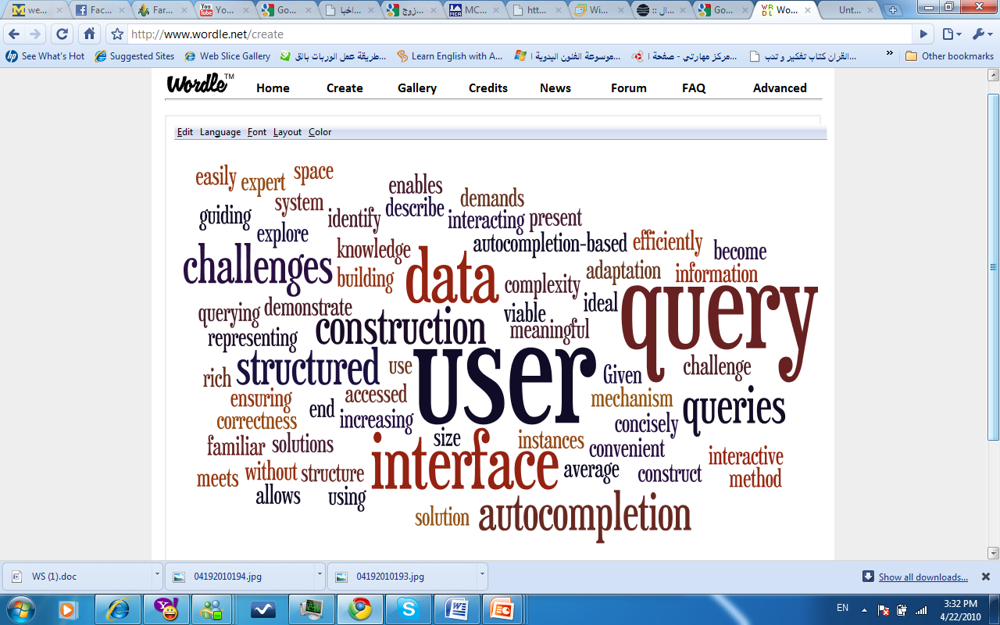 we... Fac... Far... You Yo... Go... اخبا... Go... زوج... MC... htt... Wi... ال :: ... Go... Wo... Unt...
http://www.wordle.net/create
See What's Hot Suggested Sites Web Slice Gallery طريقة عمل الوربات بالق... Learn English with A... موسوعة الفنون اليدوية ا... مركز مهارتي - صفحة ا... القران كتاب تفكير و تدب... » Other bookmarks
Wordle™ Home Create Gallery Credits News Forum FAQ Advanced
Edit Language Font Layout Color
easily expert space enables demands
guiding system identify describe interacting present
explore autocompletion-based efficiently become
challenges knowledge data adaptation information
building complexity query
querying demonstrate viable ideal
representing construction meaningful
rich structured use user Given challenge
ensuring accessed mechanism queries
correctness end increasing concisely
familiar solutions size instances convenient interactive
meets without structure interface average construct method
allows using
solution autocompletion
WS (1).doc 04192010194.jpg 04192010193.jpg Show all downloads...
EN 3:32 PM
4/22/2010